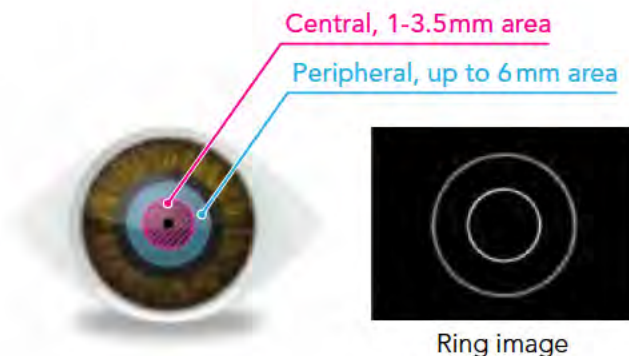 Central, 1-3.5mm area
Peripheral, up to 6mm area
Ring image